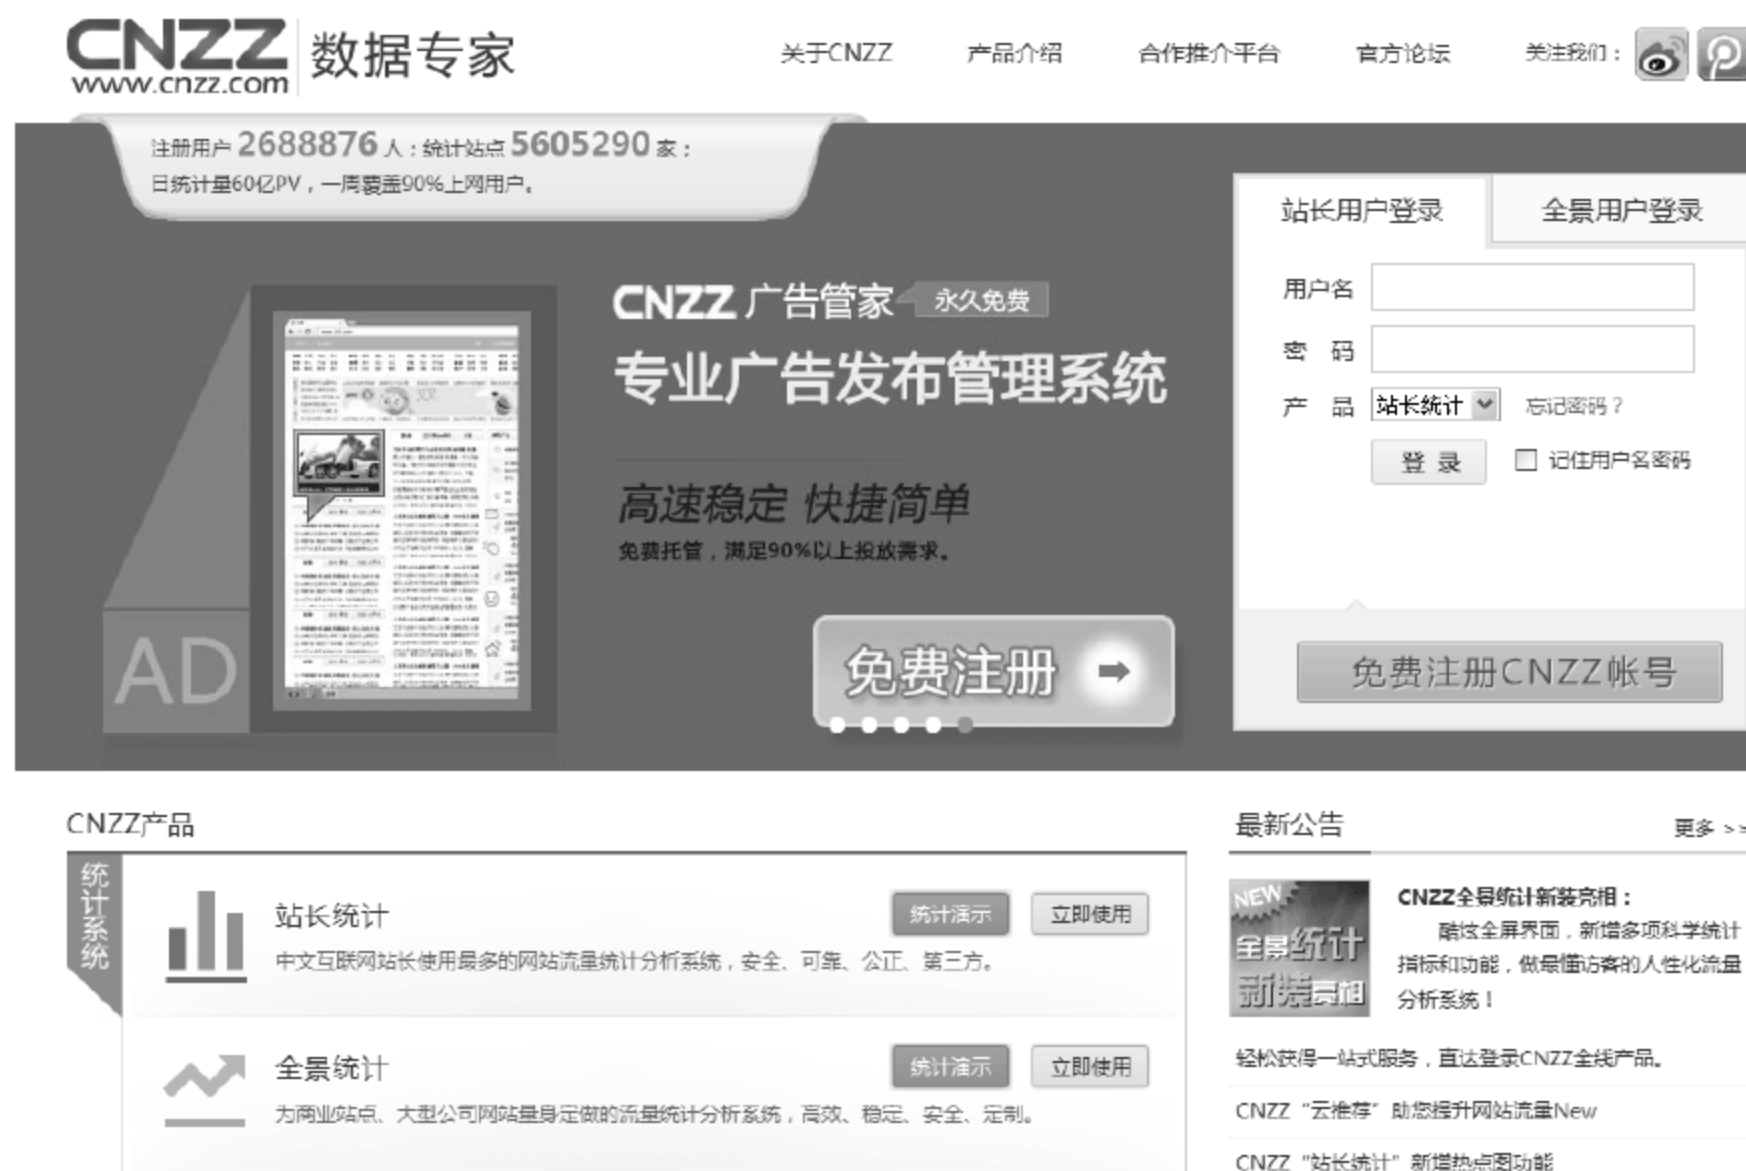 CNZZ 数据专家
www.cnzz.com
关于CNZZ 产品介绍 合作推介平台 官方论坛 关注我们：
注册用户 2688876 人；统计站点 5605290 家；
日统计量60亿PV，一周覆盖90%上网用户。
CNZZ 广告管家 永久免费
专业广告发布管理系统
高速稳定 快捷简单
免费托管，满足90%以上投放需求。
AD
免费注册
站长用户登录 全景用户登录
用户名
密 码
产 品 站长统计 忘记密码？
登 录 记住用户名密码
免费注册CNZZ帐号
CNZZ产品
统计系统
站长统计 统计演示 立即使用
中文互联网站长使用最多的网站流量统计分析系统，安全、可靠、公正、第三方。
全景统计 统计演示 立即使用
为商业站点、大型公司网站量身定做的流量统计分析系统，高效、稳定、安全、定制。
最新公告 更多 >>
NEW
全景统计
新装亮相
CNZZ全景统计新装亮相：
酷炫全屏界面，新增多项科学统计
指标和功能，做最懂访客的人性化流量
分析系统！
轻松获得一站式服务，直达登录CNZZ全线产品。
CNZZ“云推荐”助您提升网站流量New
CNZZ“站长统计”新增热点图功能